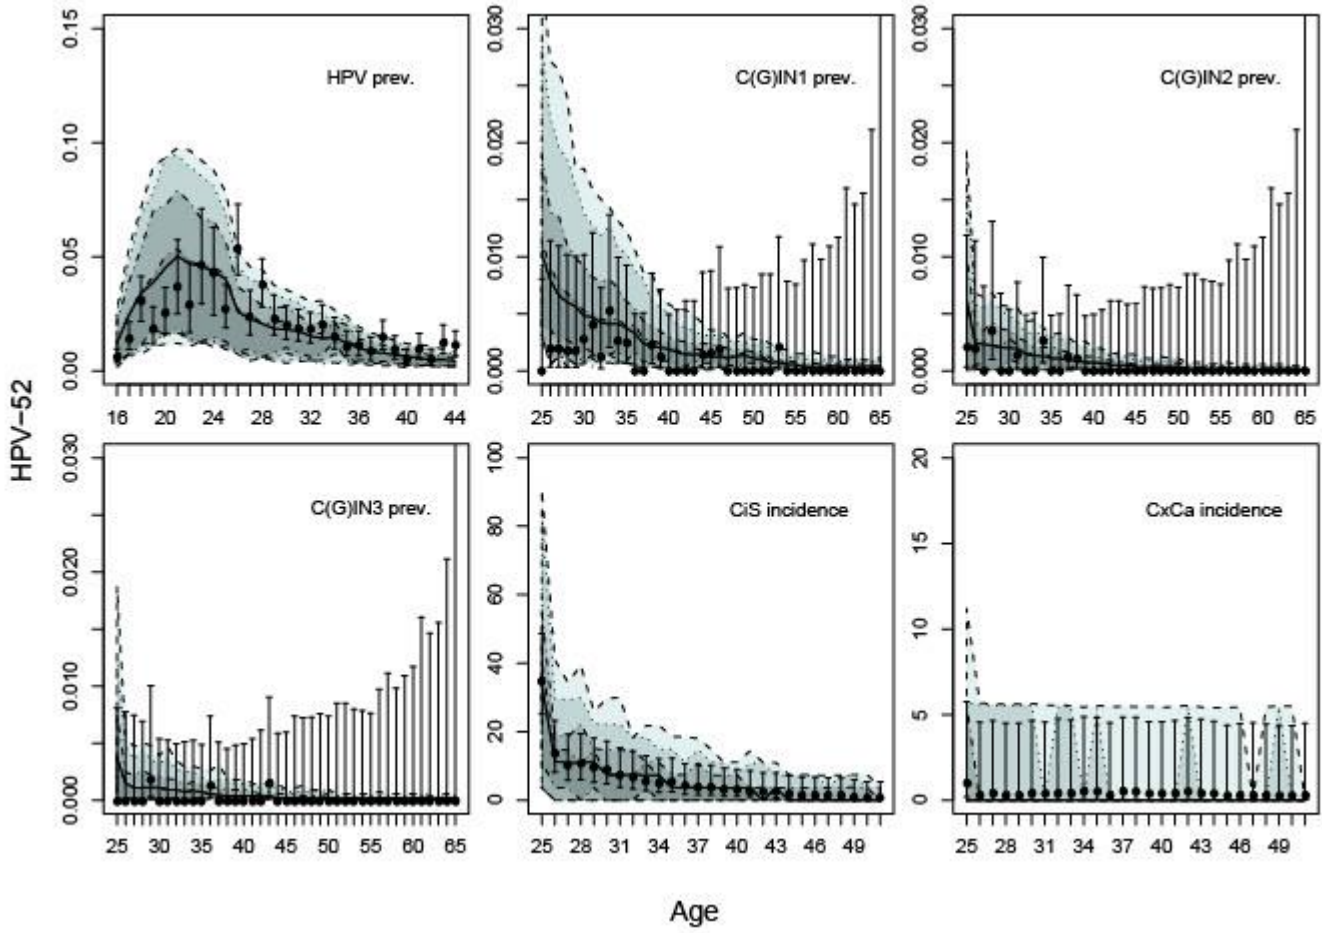 HPV-52
0.15
0.10
0.05
0.00
HPV prev.
16 20 24 28 32 36 40 44
0.030
0.020
0.010
0.000
C(G)IN1 prev.
25 30 35 40 45 50 55 60 65
0.030
0.020
0.010
0.000
C(G)IN2 prev.
25 30 35 40 45 50 55 60 65
0.030
0.020
0.010
0.000
C(G)IN3 prev.
25 30 35 40 45 50 55 60 65
100
80
60
40
20
0
CiS incidence
25 28 31 34 37 40 43 46 49
20
15
10
5
0
CxCa incidence
25 28 31 34 37 40 43 46 49
Age